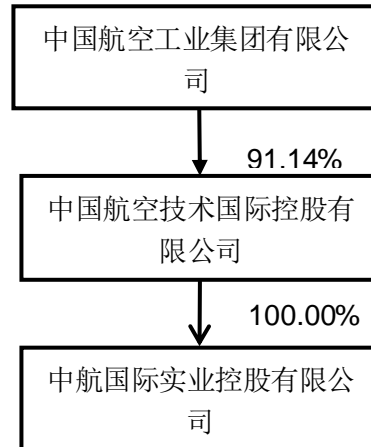 中国航空工业集团有限公
司
91.14%
中国航空技术国际控股有
限公司
100.00%
中航国际实业控股有限公
司